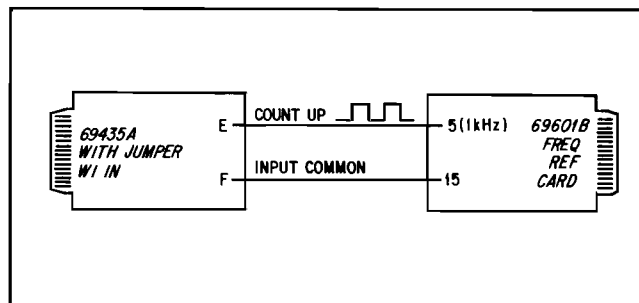 69435A
WITH JUMPER
W1 IN
E
F
COUNT UP
INPUT COMMON
5(1kHz)
15
69601B
FREQ
REF
CARD